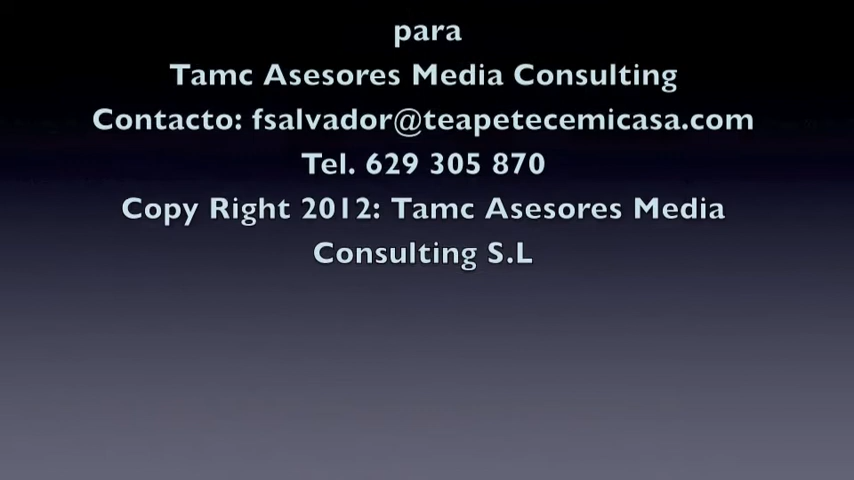 para
Tamc Asesores Media Consulting
Contacto: fsalvador@teapetecemicasa.com
Tel. 629 305 870
Copy Right 2012: Tamc Asesores Media
Consulting S.L